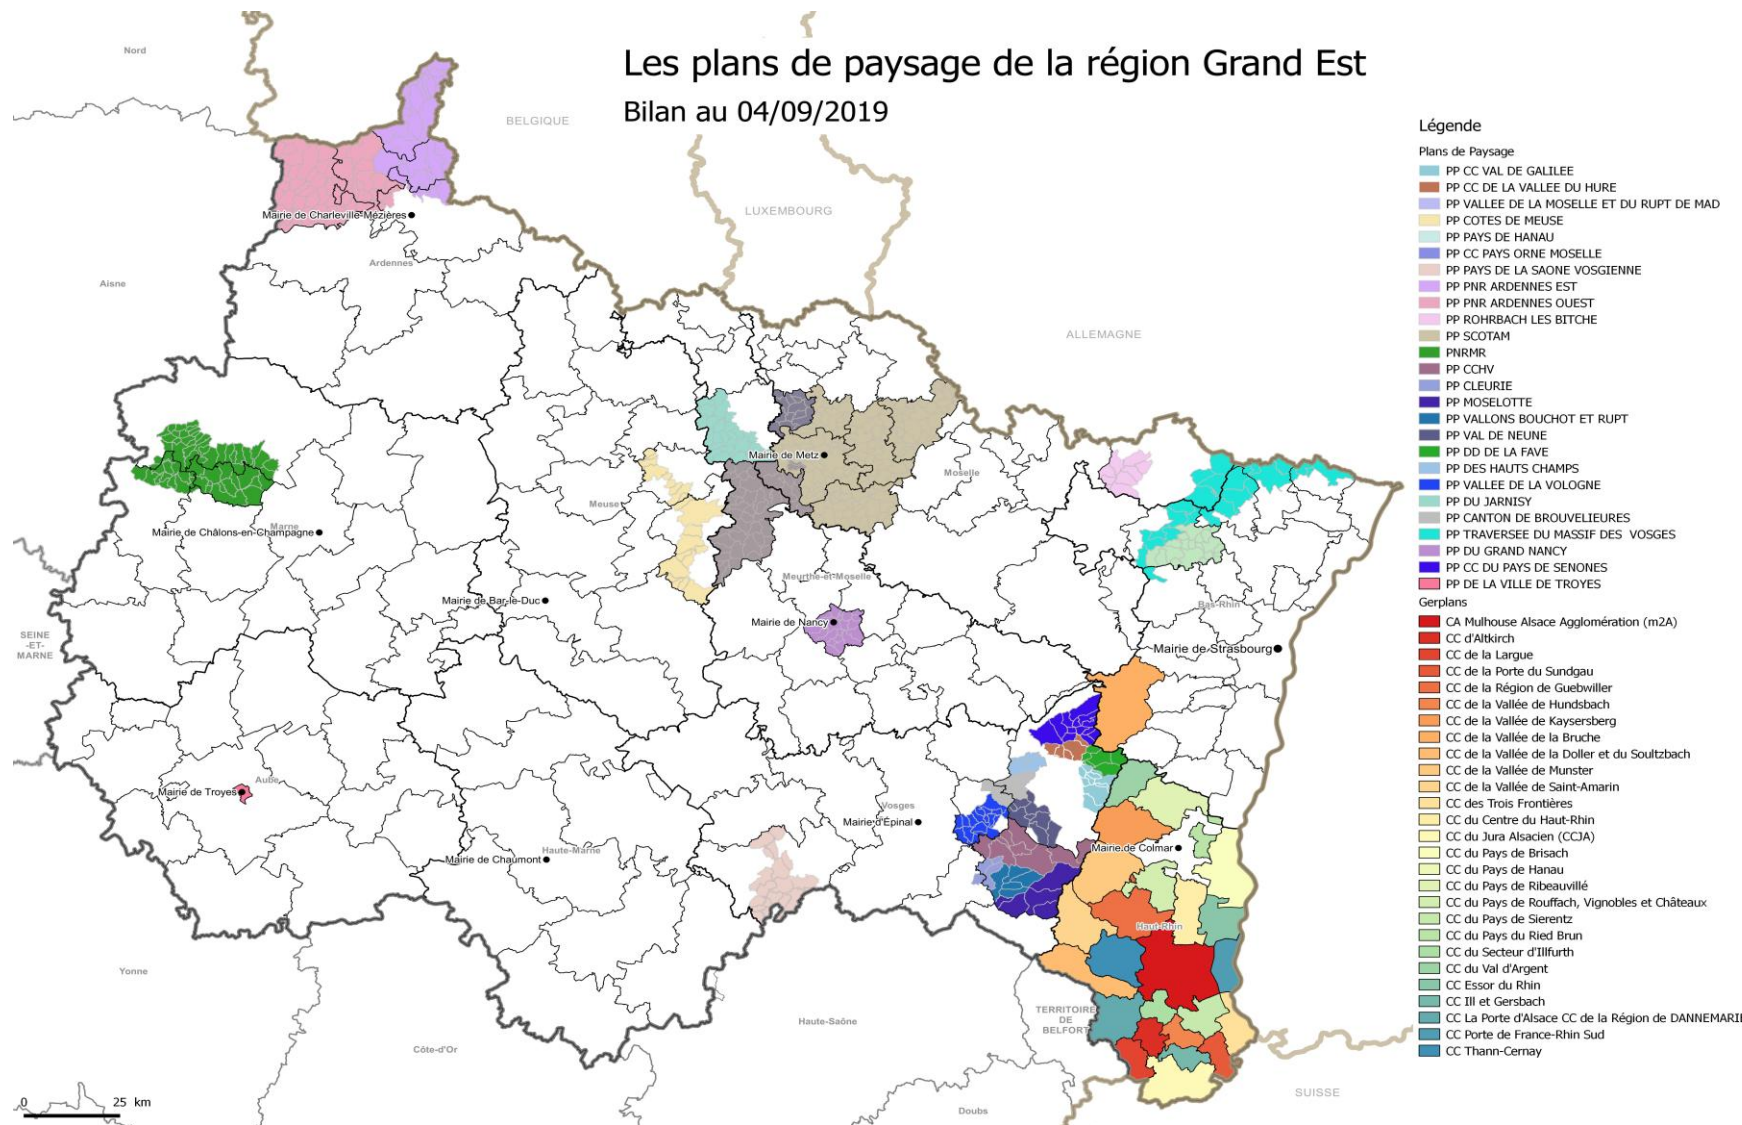 Les plans de paysage de la région Grand Est
Bilan au 04/09/2019
Nord
BELGIQUE
LUXEMBOURG
ALLEMAGNE
Mairie de Charleville-Mézières
Ardennes
Aisne
Mairie de Metz
Moselle
Meuse
Marne
Mairie de Châlons-en-Champagne
Meurthe-et-Moselle
Mairie de Bar-le-Duc
Bas-Rhin
Mairie de Nancy
SEINE
-ET-
MARNE
Mairie de Strasbourg
Aube
Mairie de Troyes
Vosges
Mairie d'Épinal
Haute-Marne
Mairie de Chaumont
Mairie de Colmar
Haut-Rhin
Yonne
Côte-d'Or
Haute-Saône
TERRITOIRE
DE
BELFORT
Doubs
SUISSE
0 25 km
Légende
Plans de Paysage
PP CC VAL DE GALILEE
PP CC DE LA VALLEE DU HURE
PP VALLEE DE LA MOSELLE ET DU RUPT DE MAD
PP COTES DE MEUSE
PP PAYS DE HANAU
PP CC PAYS ORNE MOSELLE
PP PAYS DE LA SAONE VOSGIENNE
PP PNR ARDENNES EST
PP PNR ARDENNES OUEST
PP ROHRBACH LES BITCHE
PP SCOTAM
PNRMR
PP CCHV
PP CLEURIE
PP MOSELOTTE
PP VALLONS BOUCHOT ET RUPT
PP VAL DE NEUNE
PP DD DE LA FAVE
PP DES HAUTS CHAMPS
PP VALLEE DE LA VOLOGNE
PP DU JARNISY
PP CANTON DE BROUVELIEURES
PP TRAVERSEE DU MASSIF DES VOSGES
PP DU GRAND NANCY
PP CC DU PAYS DE SENONES
PP DE LA VILLE DE TROYES
Gerplans
CA Mulhouse Alsace Agglomération (m2A)
CC d'Altkirch
CC de la Largue
CC de la Porte du Sundgau
CC de la Région de Guebwiller
CC de la Vallée de Hundsbach
CC de la Vallée de Kaysersberg
CC de la Vallée de la Bruche
CC de la Vallée de la Doller et du Soultzbach
CC de la Vallée de Munster
CC de la Vallée de Saint-Amarin
CC des Trois Frontières
CC du Centre du Haut-Rhin
CC du Jura Alsacien (CCJA)
CC du Pays de Brisach
CC du Pays de Hanau
CC du Pays de Ribeauvillé
CC du Pays de Rouffach, Vignobles et Châteaux
CC du Pays de Sierentz
CC du Pays du Ried Brun
CC du Secteur d'Illfurth
CC du Val d'Argent
CC Essor du Rhin
CC Ill et Gersbach
CC La Porte d'Alsace CC de la Région de DANNEMARI
CC Porte de France-Rhin Sud
CC Thann-Cernay